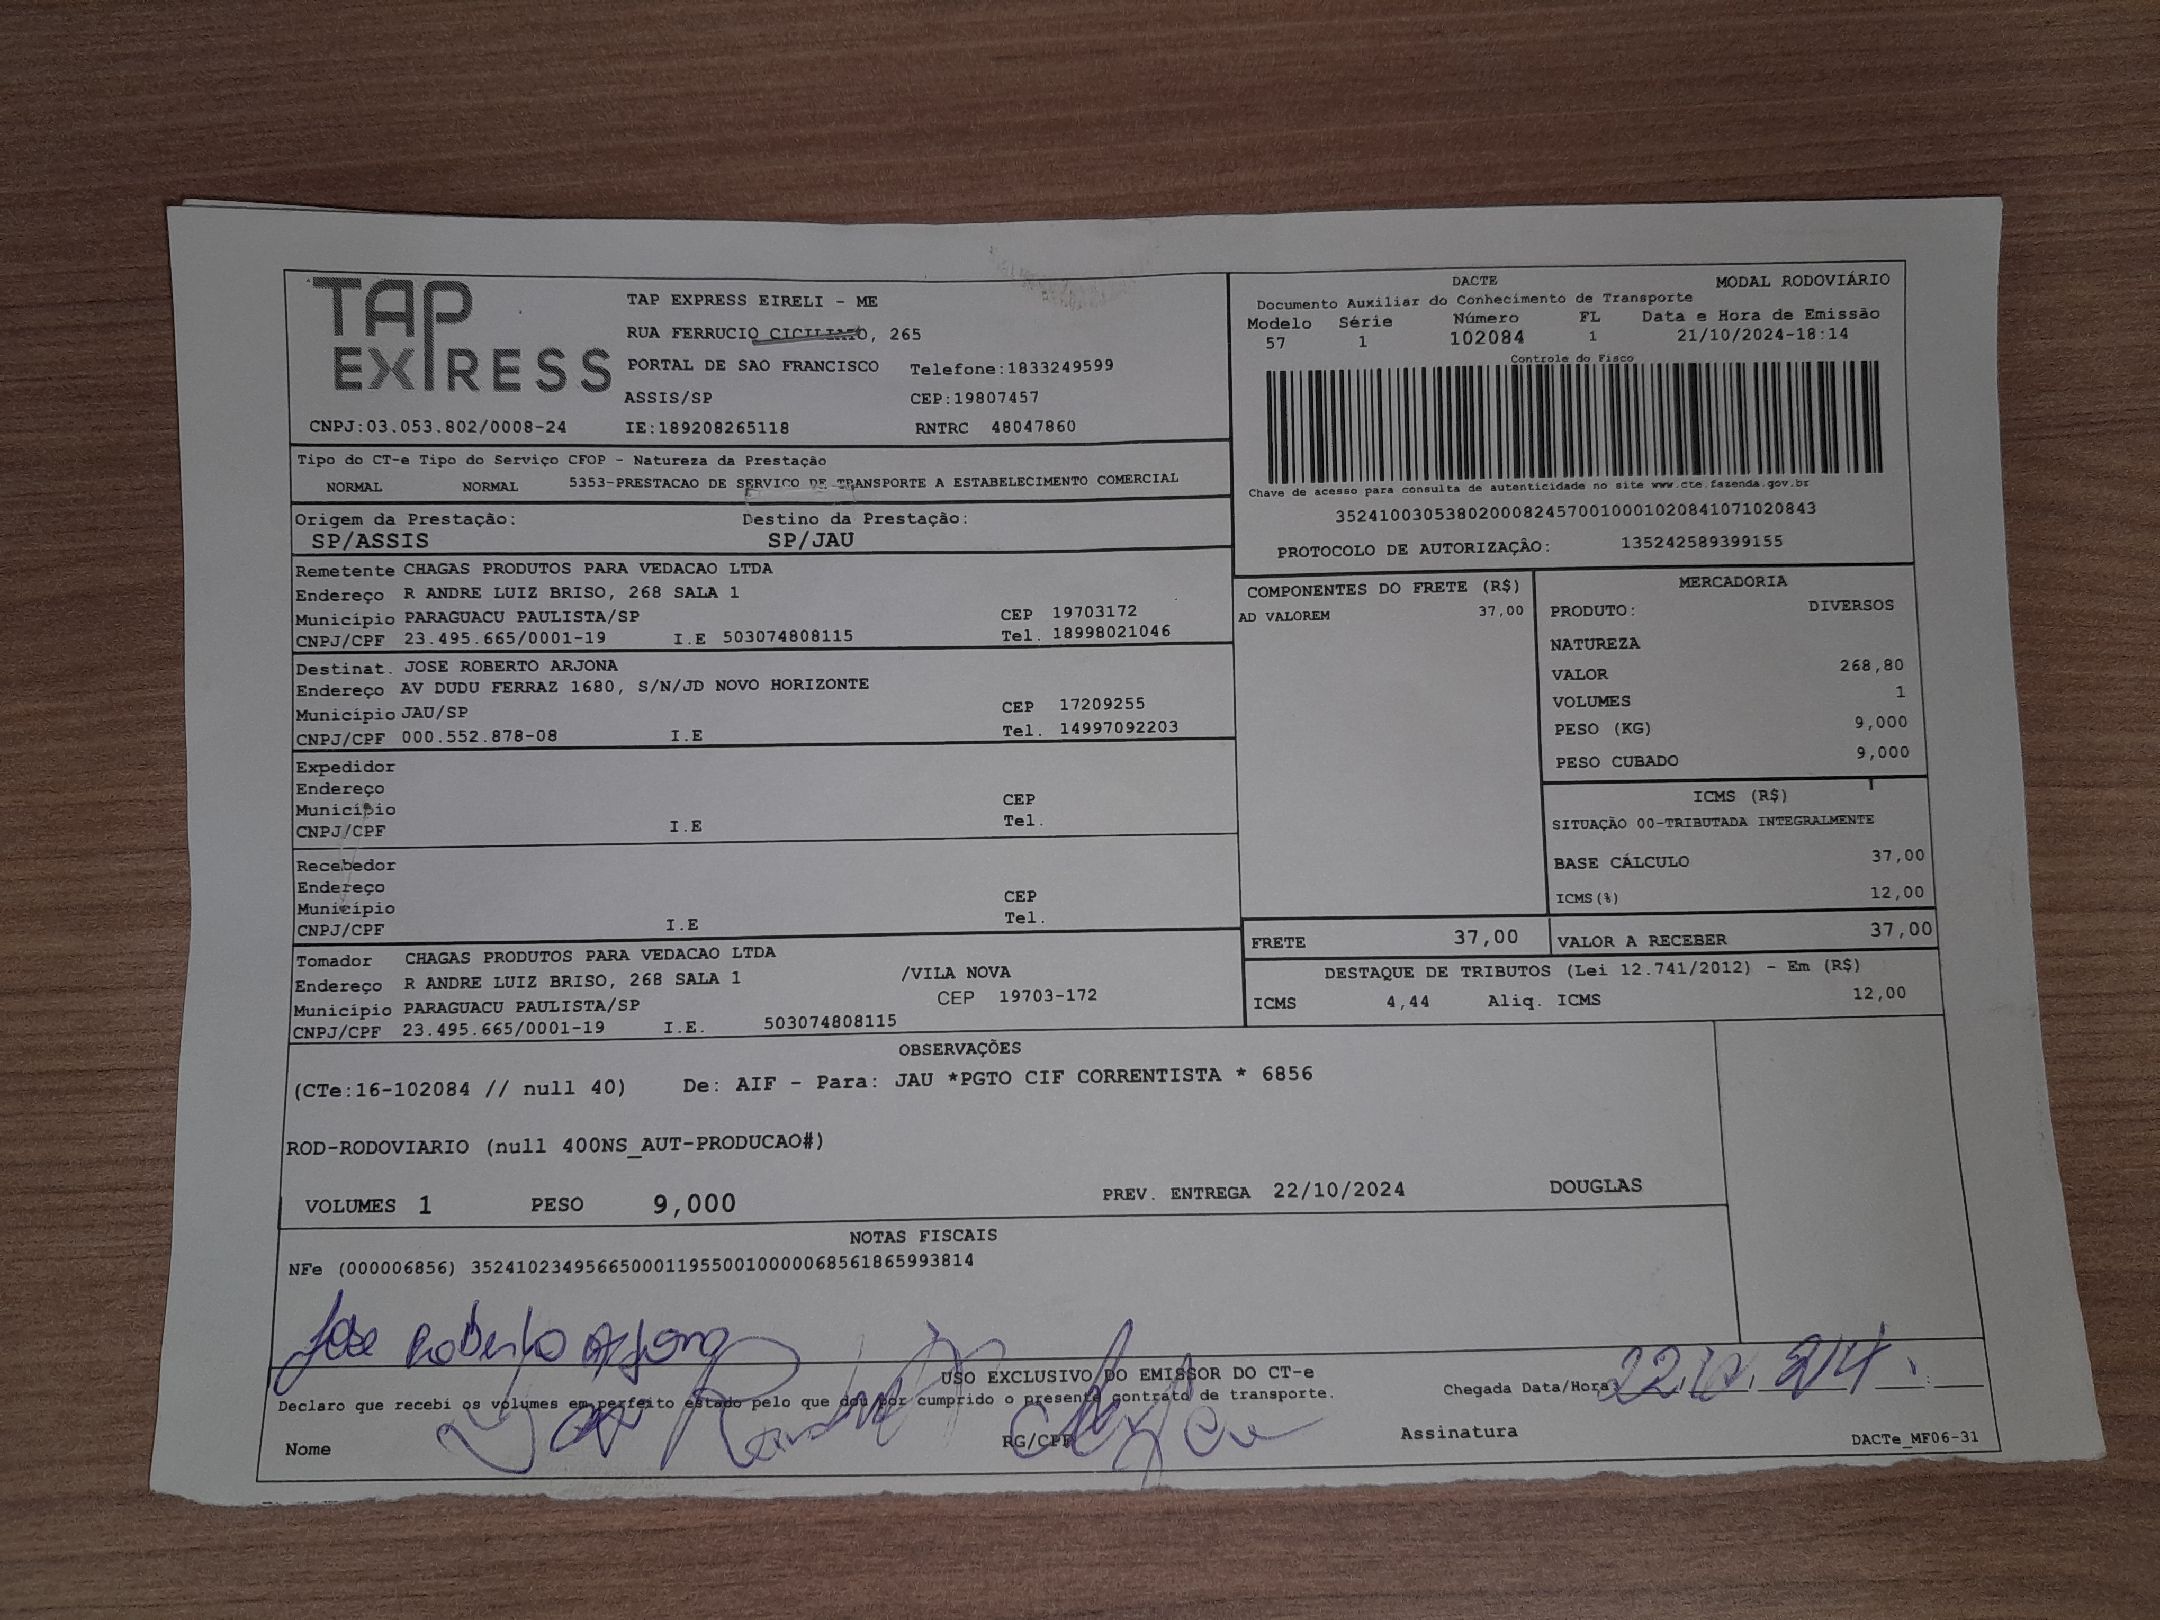 TAP EXPRESS
TAP EXPRESS EIRELI - ME
RUA FERRUCIO CICILIATO, 265
PORTAL DE SAO FRANCISCO Telefone:1833249599
ASSIS/SP CEP:19807457
CNPJ:03.053.802/0008-24 IE:189208265118 RNTRC 48047860
DACTE MODAL RODOVIÁRIO
Documento Auxiliar do Conhecimento de Transporte
Modelo Série Número FL Data e Hora de Emissão
57 1 102084 1 21/10/2024-18:14
Controle do Fisco
Chave de acesso para consulta de autenticidade no site www.cte.fazenda.gov.br
35241003053802000824570010001020841071020843
PROTOCOLO DE AUTORIZAÇÃO: 135242589399155
Tipo do CT-e Tipo do Serviço CFOP - Natureza da Prestação
NORMAL NORMAL 5353-PRESTACAO DE SERVICO DE TRANSPORTE A ESTABELECIMENTO COMERCIAL
Origem da Prestação: Destino da Prestação:
SP/ASSIS SP/JAU
Remetente CHAGAS PRODUTOS PARA VEDACAO LTDA
Endereço R ANDRE LUIZ BRISO, 268 SALA 1
Município PARAGUACU PAULISTA/SP CEP 19703172
CNPJ/CPF 23.495.665/0001-19 I.E 503074808115 Tel. 18998021046
Destinat. JOSE ROBERTO ARJONA
Endereço AV DUDU FERRAZ 1680, S/N/JD NOVO HORIZONTE
Município JAU/SP CEP 17209255
CNPJ/CPF 000.552.878-08 I.E Tel. 14997092203
Expedidor
Endereço
Município CEP
CNPJ/CPF I.E Tel.
Recebedor
Endereço
Município CEP
CNPJ/CPF I.E Tel.
Tomador CHAGAS PRODUTOS PARA VEDACAO LTDA
Endereço R ANDRE LUIZ BRISO, 268 SALA 1 /VILA NOVA
Município PARAGUACU PAULISTA/SP CEP 19703-172
CNPJ/CPF 23.495.665/0001-19 I.E. 503074808115
COMPONENTES DO FRETE (R$)
AD VALOREM 37,00
MERCADORIA
PRODUTO: DIVERSOS
NATUREZA
VALOR 268,80
VOLUMES 1
PESO (KG) 9,000
PESO CUBADO 9,000
ICMS (R$)
SITUAÇÃO 00-TRIBUTADA INTEGRALMENTE
BASE CÁLCULO 37,00
ICMS(%) 12,00
FRETE 37,00 VALOR A RECEBER 37,00
DESTAQUE DE TRIBUTOS (Lei 12.741/2012) - Em (R$)
ICMS 4,44 Aliq. ICMS 12,00
OBSERVAÇÕES
(CTe:16-102084 // null 40) De: AIF - Para: JAU *PGTO CIF CORRENTISTA * 6856
ROD-RODOVIARIO (null 400NS_AUT-PRODUCAO#)
VOLUMES 1 PESO 9,000 PREV. ENTREGA 22/10/2024 DOUGLAS
NOTAS FISCAIS
NFe (000006856) 35241023495665000119550010000068561865993814
Jose Roberto Arjona
USO EXCLUSIVO DO EMISSOR DO CT-e
Declaro que recebi os volumes em perfeito estado pelo que dou por cumprido o presente contrato de transporte.
Chegada Data/Hora
Nome RG/CPF Assinatura DACTe_MF06-31